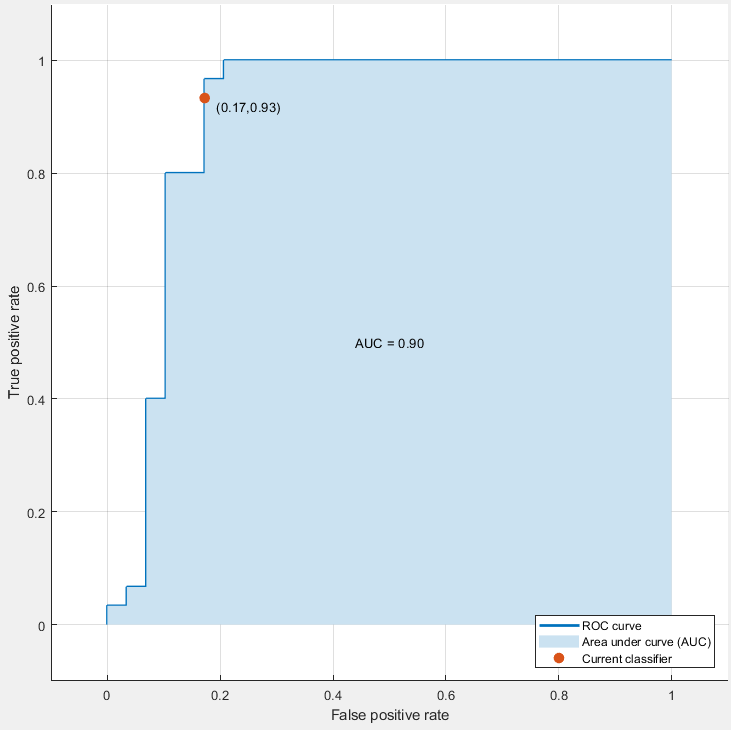 1
(0.17,0.93)
0.8
True positive rate
0.6
AUC = 0.90
0.4
0.2
0
ROC curve
Area under curve (AUC)
Current classifier
0 0.2 0.4 0.6 0.8 1
False positive rate